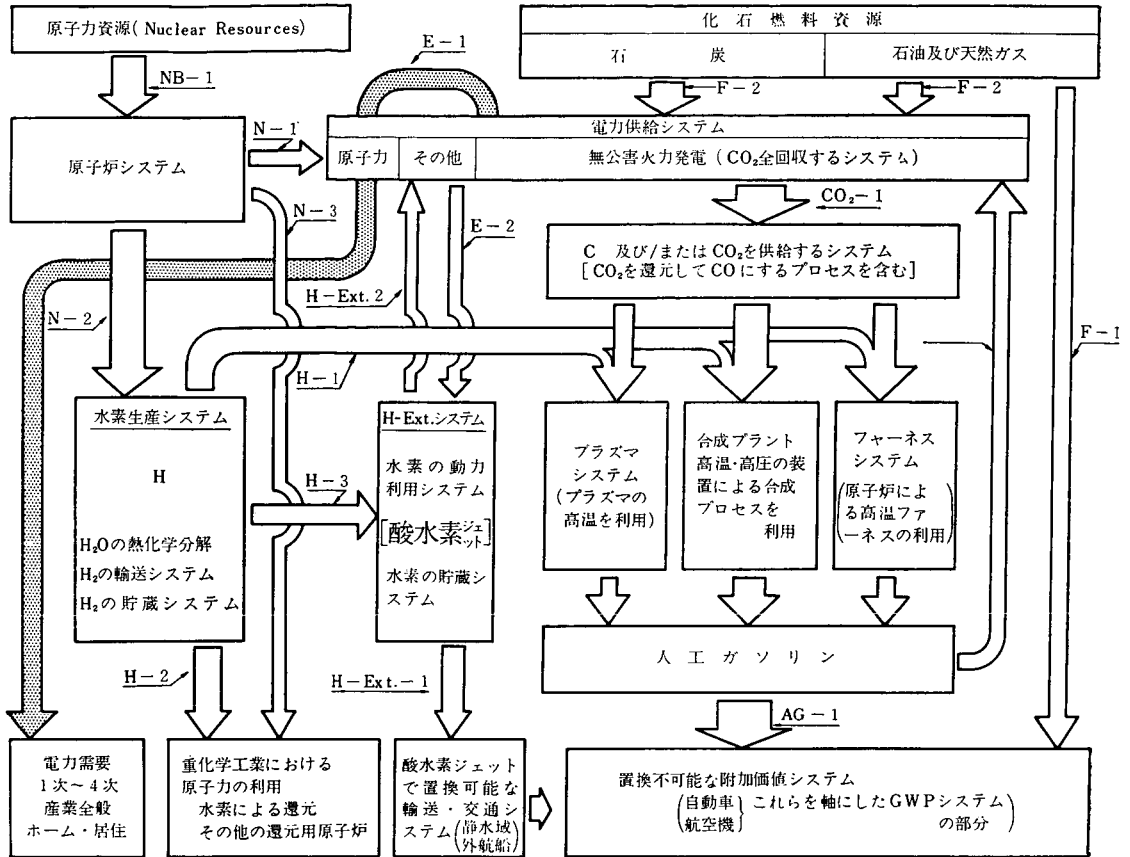 原子力資源(Nuclear Resources)
化石燃料資源
石炭
石油及び天然ガス
E-1
NB-1
F-2
F-2
電力供給システム
N-1
原子炉システム
原子力
その他
無公害火力発電(CO₂全回収するシステム)
CO₂-1
N-3
E-2
C 及び/またはCO₂を供給するシステム
[CO₂を還元してCOにするプロセスを含む]
H-Ext.2
N-2
F-1
H-1
水素生産システム
H
H₂Oの熱化学分解
H₂の輸送システム
H₂の貯蔵システム
H-3
H-Ext.システム
水素の動力
利用システム
[酸水素ジェット]
水素の貯蔵シ
ステム
プラズマ
システム
(プラズマの
高温を利用)
合成プラント
高温・高圧の装
置による合成
プロセスを
利用
ファーネス
システム
(原子炉によ
る高温ファ
ーネスの利用)
人工ガソリン
H-2
H-Ext.-1
AG-1
電力需要
1次〜4次
産業全般
ホーム・居住
重化学工業における
原子力の利用
水素による還元
その他の還元用原子炉
酸水素ジェット
で置換可能な
輸送・交通シ
ステム(静水域
外航船)
置換不可能な附加価値システム
(自動車
航空機}これらを軸にしたGWPシステム
の部分)